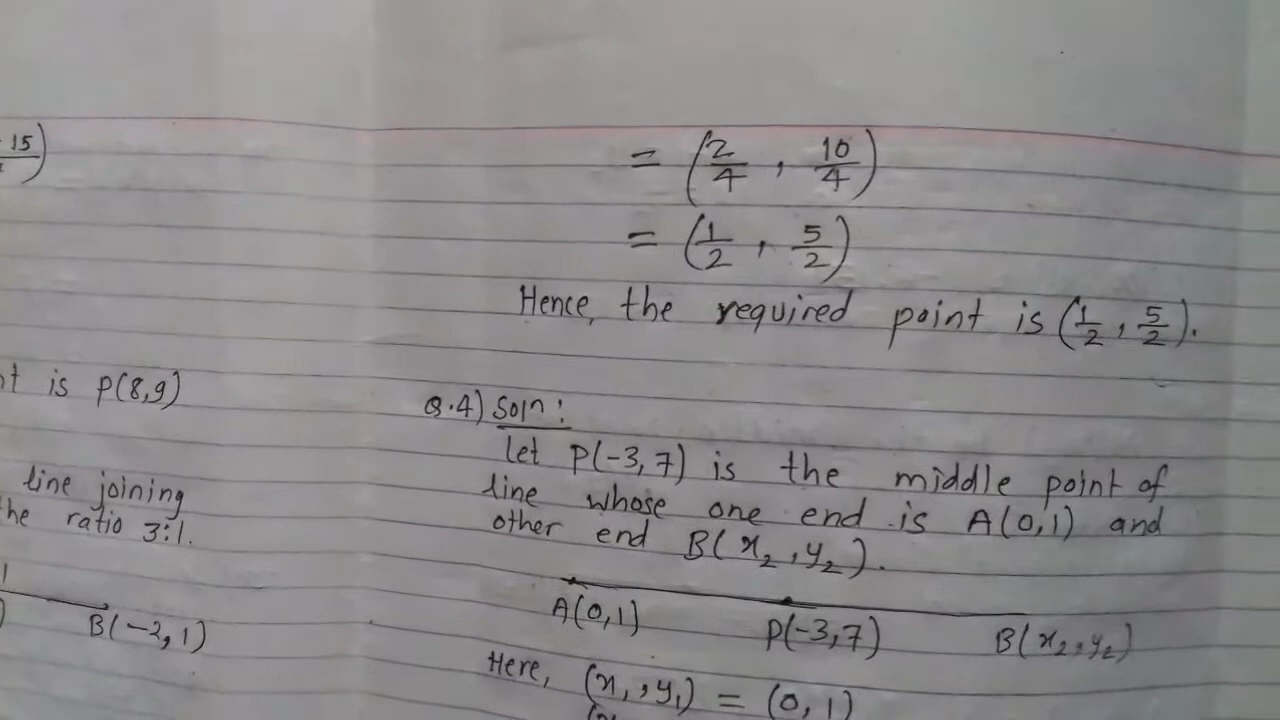 15
nt is P(8,9)
line joining
the ratio 3:1.
1
B(-2,1)
= (2/4 , 10/4)
= (1/2 , 5/2)
Hence, the required point is (1/2 , 5/2).
Q.4) Soln:
Let P(-3,7) is the middle point of
line whose one end is A(0,1) and
other end B(x₂,y₂).
A(0,1) P(-3,7) B(x₂,y₂)
Here, (x₁,y₁) = (0,1)